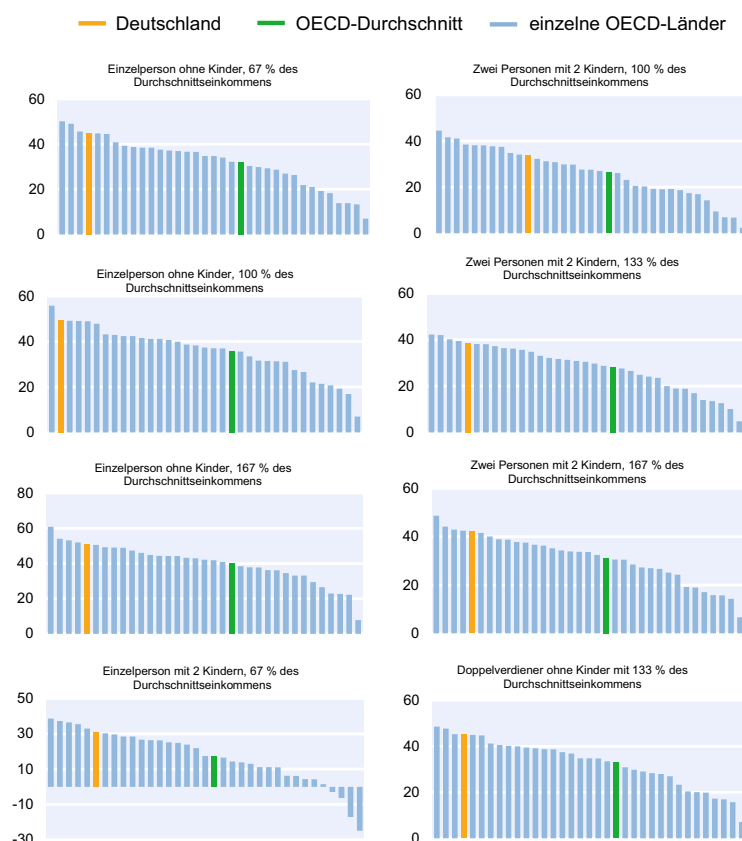 Deutschland OECD-Durchschnitt einzelne OECD-Länder
Einzelperson ohne Kinder, 67 % des
Durchschnittseinkommens
60
40
20
0
Zwei Personen mit 2 Kindern, 100 % des
Durchschnittseinkommens
60
40
20
0
Einzelperson ohne Kinder, 100 % des
Durchschnittseinkommens
60
40
20
0
Zwei Personen mit 2 Kindern, 133 % des
Durchschnittseinkommens
60
40
20
0
Einzelperson ohne Kinder, 167 % des
Durchschnittseinkommens
80
60
40
20
0
Zwei Personen mit 2 Kindern, 167 % des
Durchschnittseinkommens
60
40
20
0
Einzelperson mit 2 Kindern, 67 % des
Durchschnittseinkommens
50
30
10
-10
-30
Doppelverdiener ohne Kinder mit 133 % des
Durchschnittseinkommens
60
40
20
0